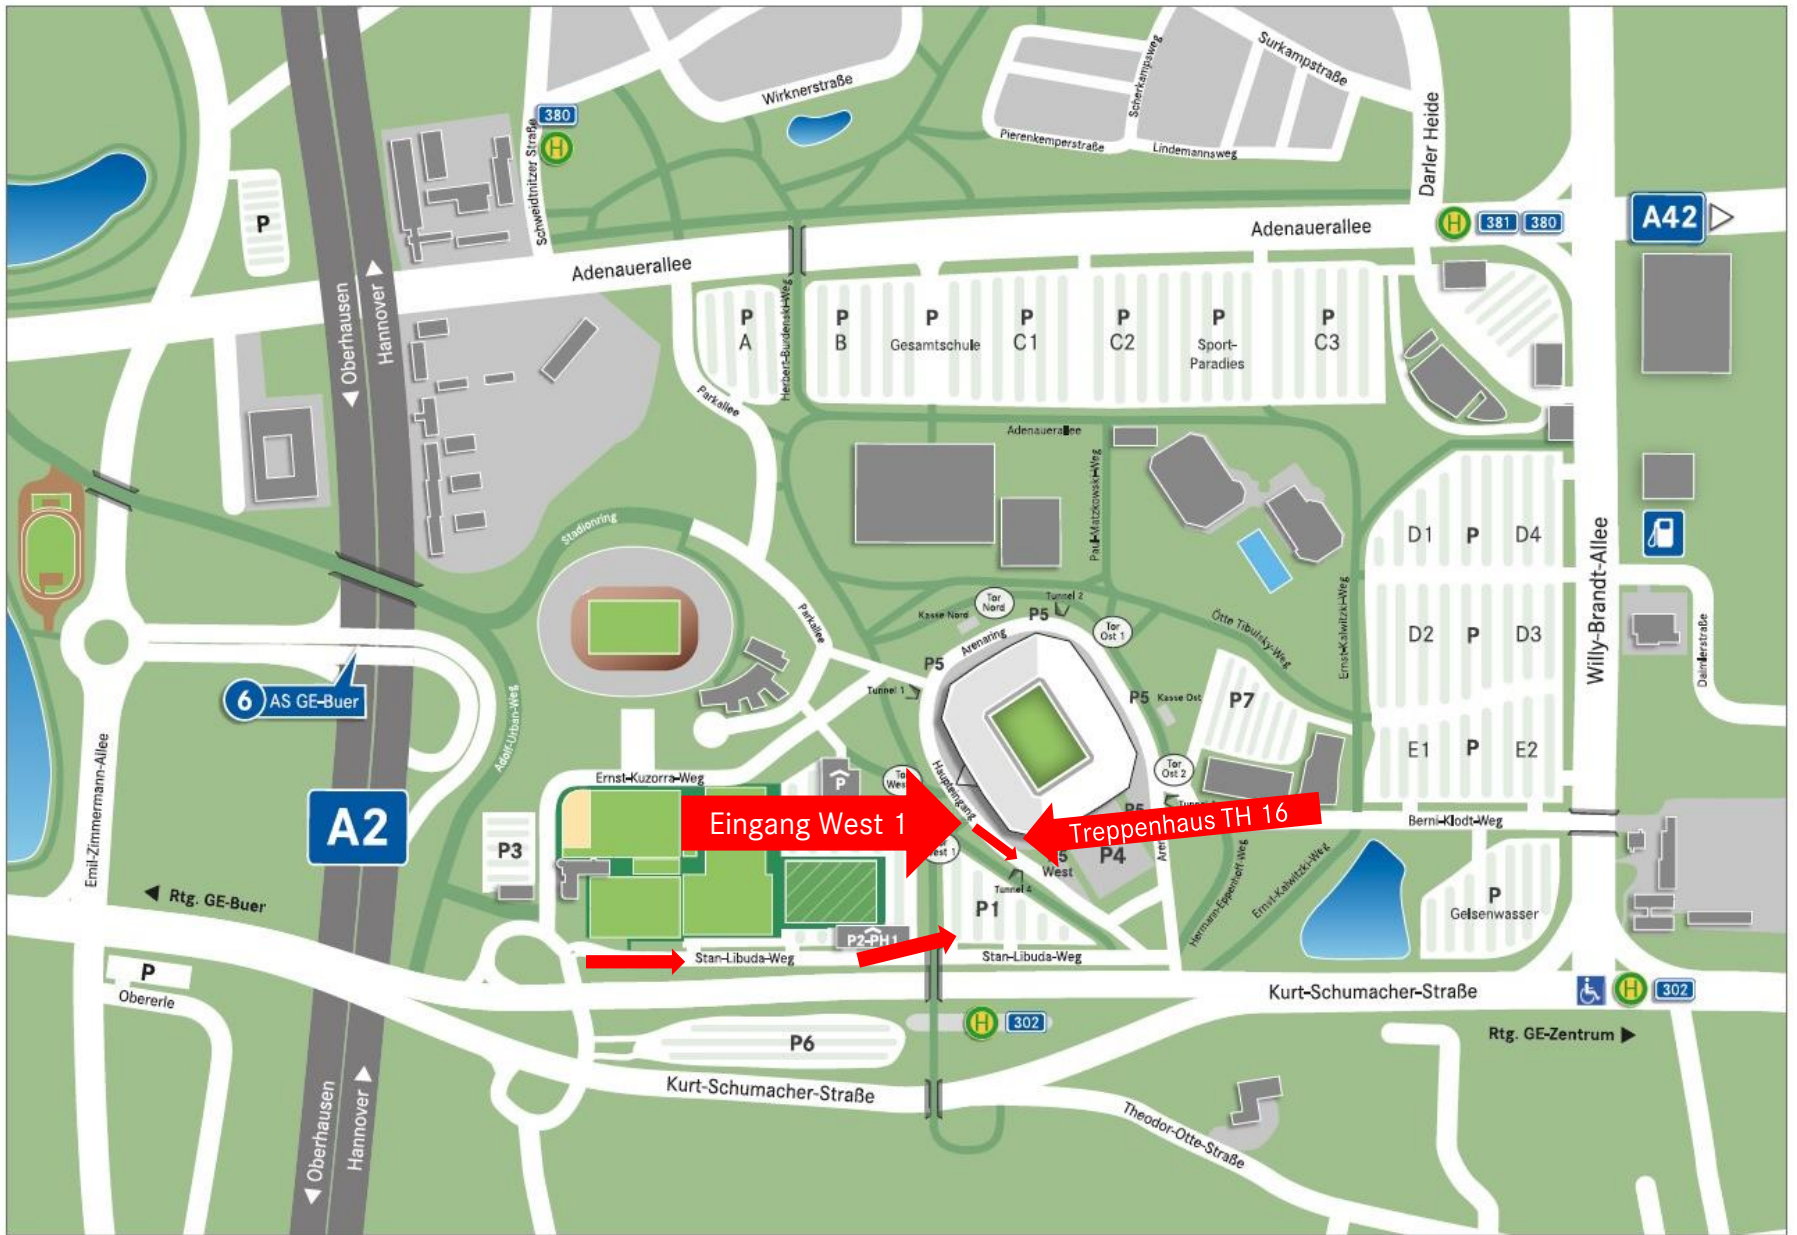 Surkampstraße
Scherkampsweg
Wirknerstraße
380
H
Schweidtnitzer Straße
Pierenkemperstraße
Lindemannsweg
Darler Heide
P
Adenauerallee
H
381
380
A42
Adenauerallee
Oberhausen
Hannover
Herbert-Burdenski-Weg
P
A
P
B
P
Gesamtschule
P
C1
P
C2
P
Sport-
Paradies
P
C3
Parkallee
Paul-Matzkowski-Weg
Stadionring
D1
P
D4
Willy-Brandt-Allee
Ernst-Kalwitzki-Weg
Parkallee
Kasse Nord
Tor
Nord
Tunnel 2
P5
Tor
Ost 1
Arenaring
D2
P
D3
Daimlerstraße
P5
Tunnel 1
P5
Kasse Ost
P7
6
AS GE-Buer
Adolf-Urban-Weg
E1
P
E2
Emil-Zimmermann-Allee
Ernst-Kuzorra-Weg
P
Haupteingang
Tor
Ost 2
A2
Eingang West 1
Treppenhaus TH 16
Berni-Klodt-Weg
P3
West
P4
Tunnel 4
P1
Hermann-Eppenhoff-Weg
Ernst-Kalwitzki-Weg
P
Gelsenwasser
Rtg. GE-Buer
P2-PH1
Stan-Libuda-Weg
Stan-Libuda-Weg
P
Obererle
Kurt-Schumacher-Straße
H
302
H
302
P6
Rtg. GE-Zentrum
Kurt-Schumacher-Straße
Theodor-Otte-Straße
Oberhausen
Hannover